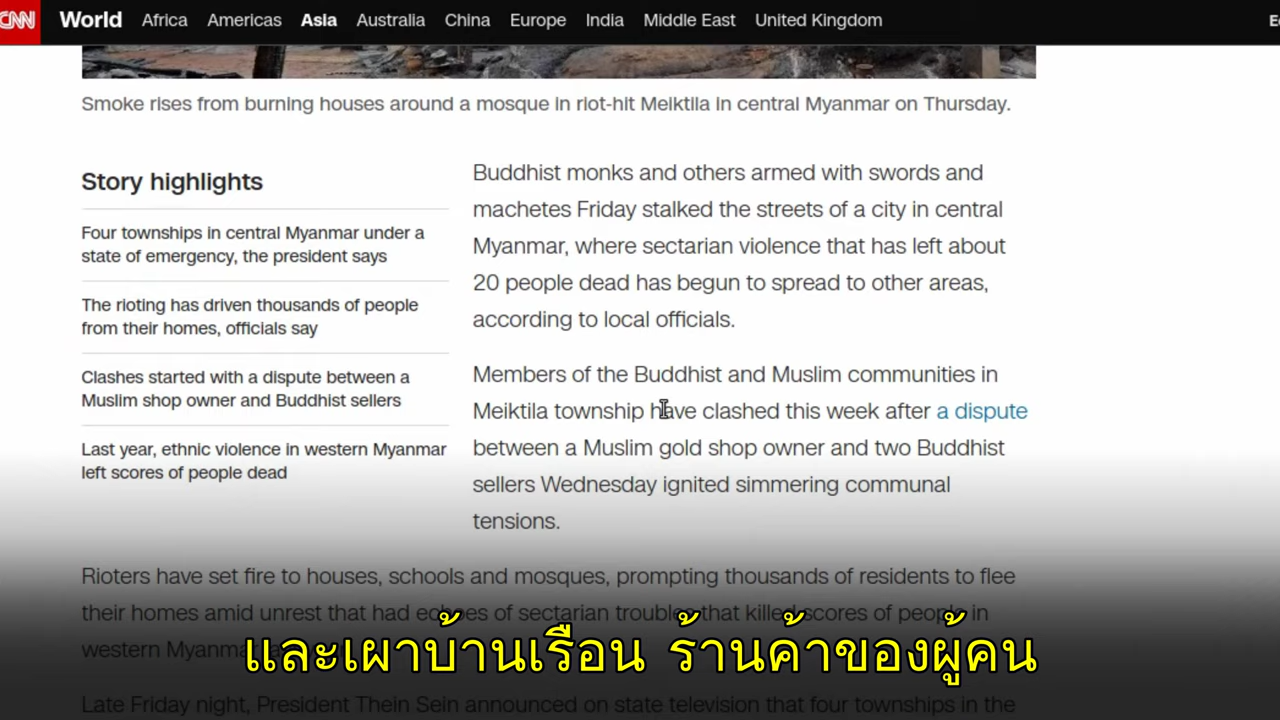 CNN World Africa Americas Asia Australia China Europe India Middle East United Kingdom
Smoke rises from burning houses around a mosque in riot-hit Meiktila in central Myanmar on Thursday.
Story highlights
Four townships in central Myanmar under a
state of emergency, the president says
The rioting has driven thousands of people
from their homes, officials say
Clashes started with a dispute between a
Muslim shop owner and Buddhist sellers
Last year, ethnic violence in western Myanmar
left scores of people dead
Buddhist monks and others armed with swords and
machetes Friday stalked the streets of a city in central
Myanmar, where sectarian violence that has left about
20 people dead has begun to spread to other areas,
according to local officials.
Members of the Buddhist and Muslim communities in
Meiktila township have clashed this week after a dispute
between a Muslim gold shop owner and two Buddhist
sellers Wednesday ignited simmering communal
tensions.
Rioters have set fire to houses, schools and mosques, prompting thousands of residents to flee
their homes amid unrest that had echoes of sectarian troubles that killed scores of people in
western Myanmar
และเผาบ้านเรือน ร้านค้าของผู้คน
Late Friday night, President Thein Sein announced on state television that four townships in the